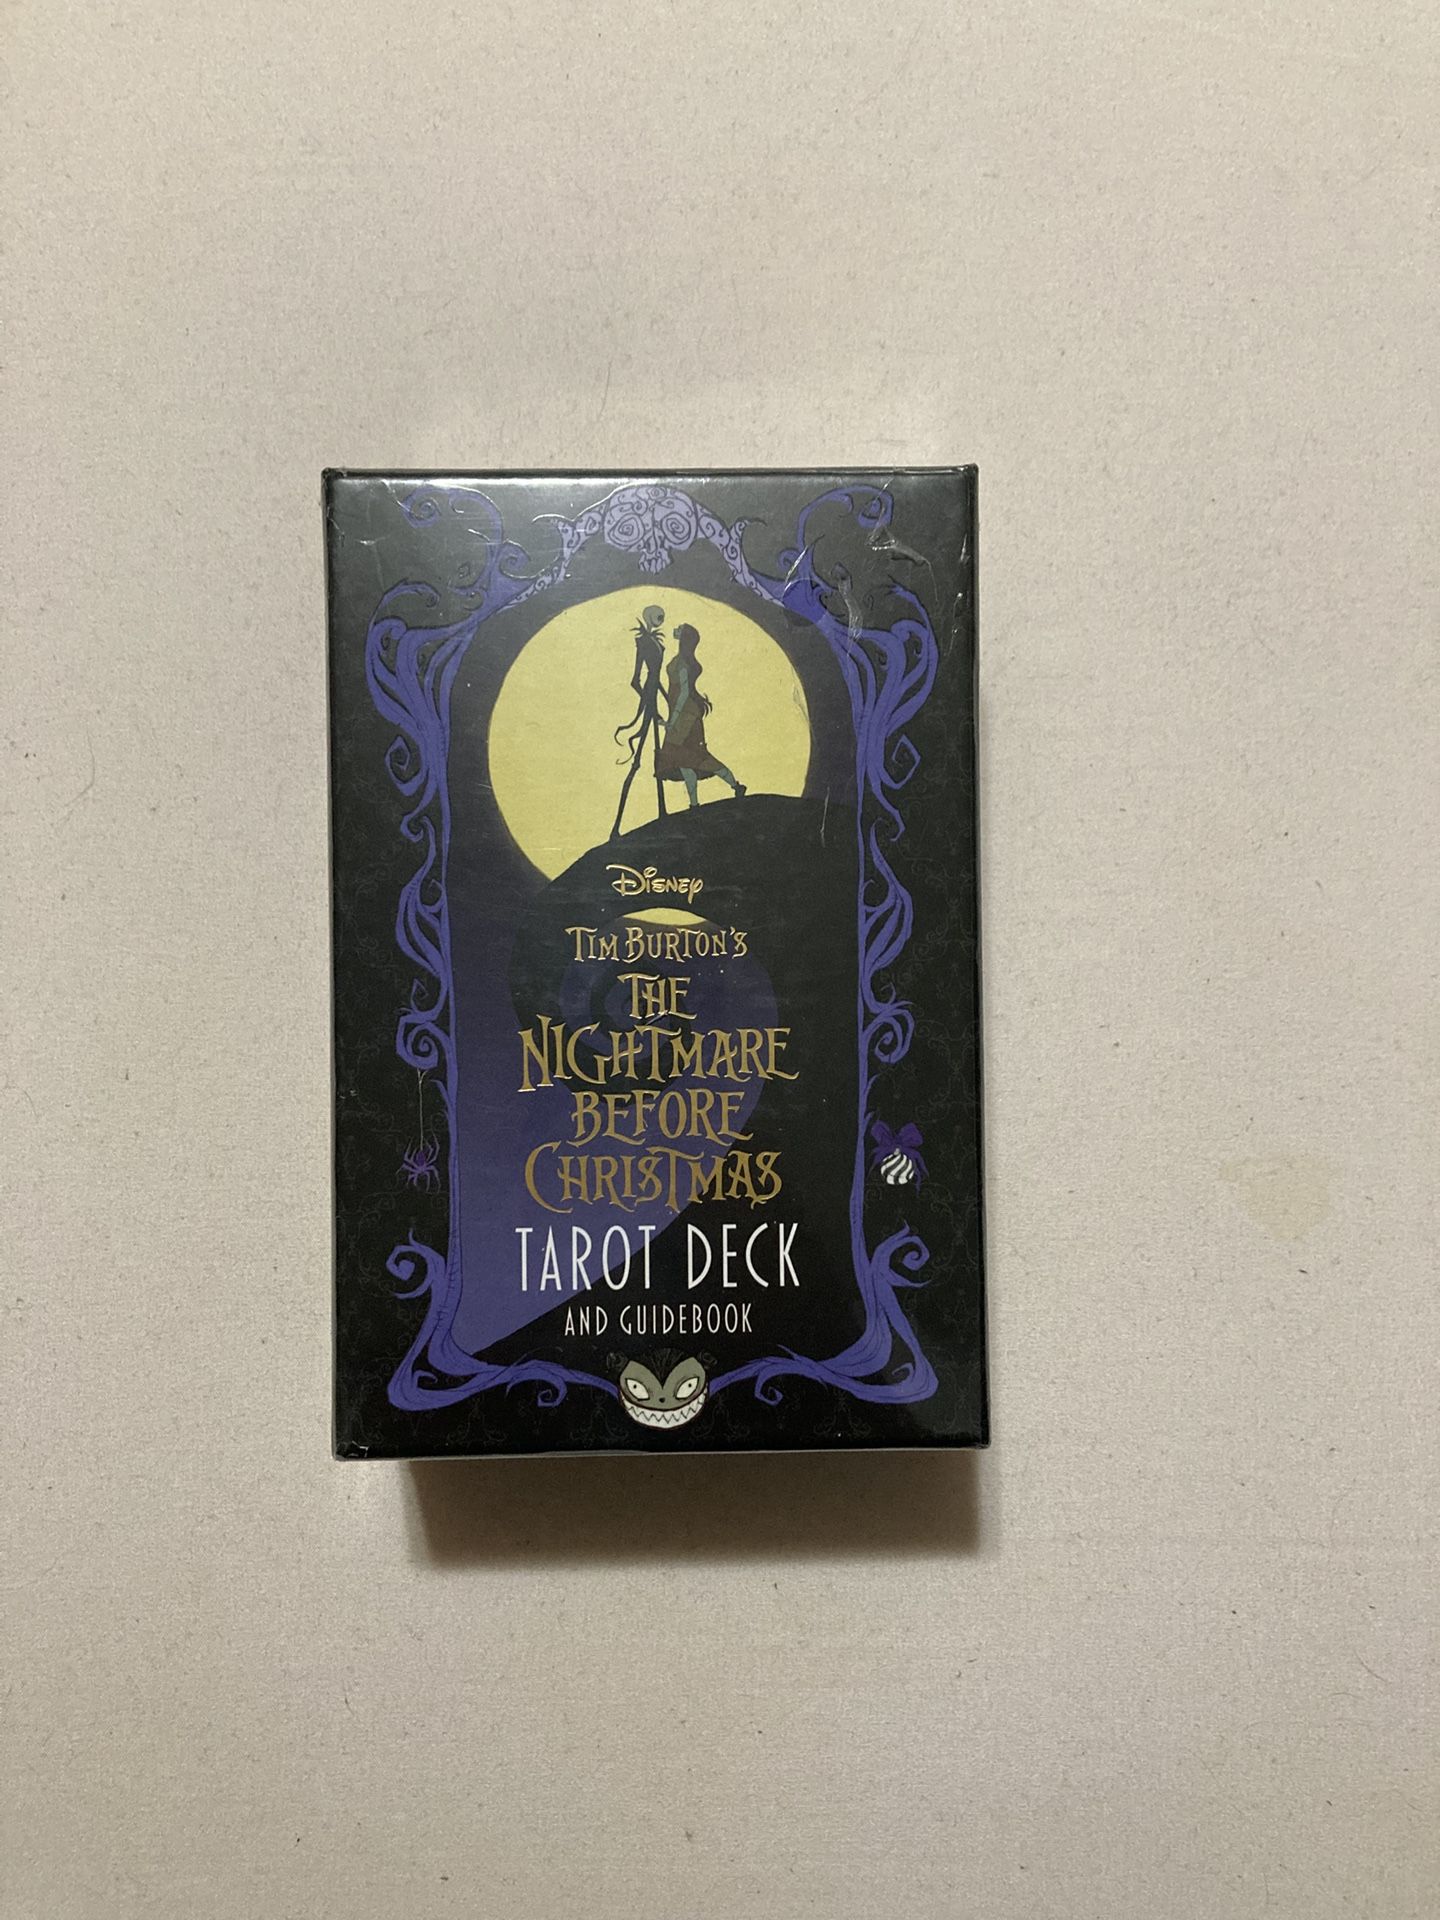 DISNEY
TIM BURTON'S
THE
NIGHTMARE
BEFORE
CHRISTMAS
TAROT DECK
AND GUIDEBOOK